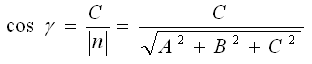 cos γ = C / |n| = C / √(A² + B² + C²)